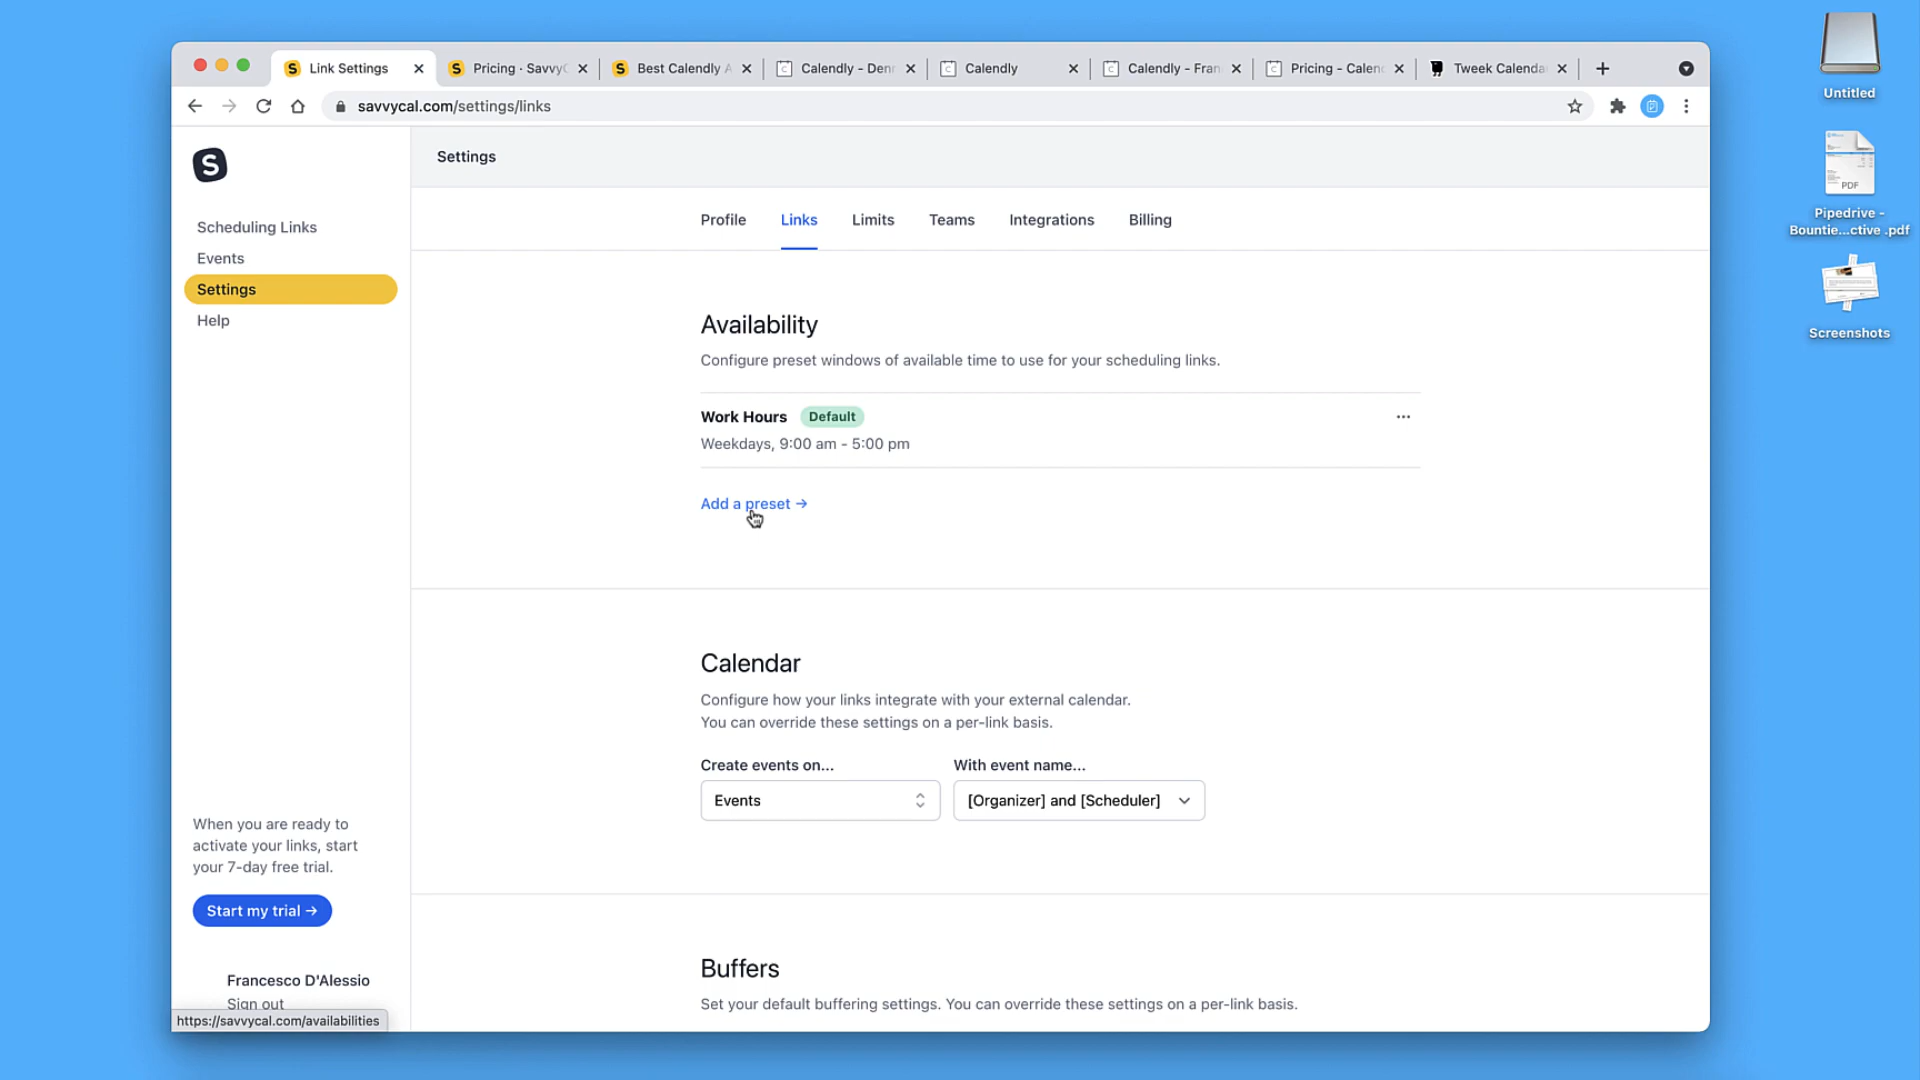 Link Settings
Pricing · SavvyC
Best Calendly A
Calendly - Denn
Calendly
Calendly - Fran
Pricing - Calend
Tweek Calenda
savvycal.com/settings/links
Untitled
PDF
Pipedrive -
Bountie...ctive .pdf
Screenshots
S
Scheduling Links
Events
Settings
Help
Settings
Profile
Links
Limits
Teams
Integrations
Billing
Availability
Configure preset windows of available time to use for your scheduling links.
Work Hours Default
Weekdays, 9:00 am - 5:00 pm
Add a preset →
Calendar
Configure how your links integrate with your external calendar.
You can override these settings on a per-link basis.
Create events on...
With event name...
Events
[Organizer] and [Scheduler]
Buffers
Set your default buffering settings. You can override these settings on a per-link basis.
When you are ready to
activate your links, start
your 7-day free trial.
Start my trial →
Francesco D'Alessio
Sign out
https://savvycal.com/availabilities